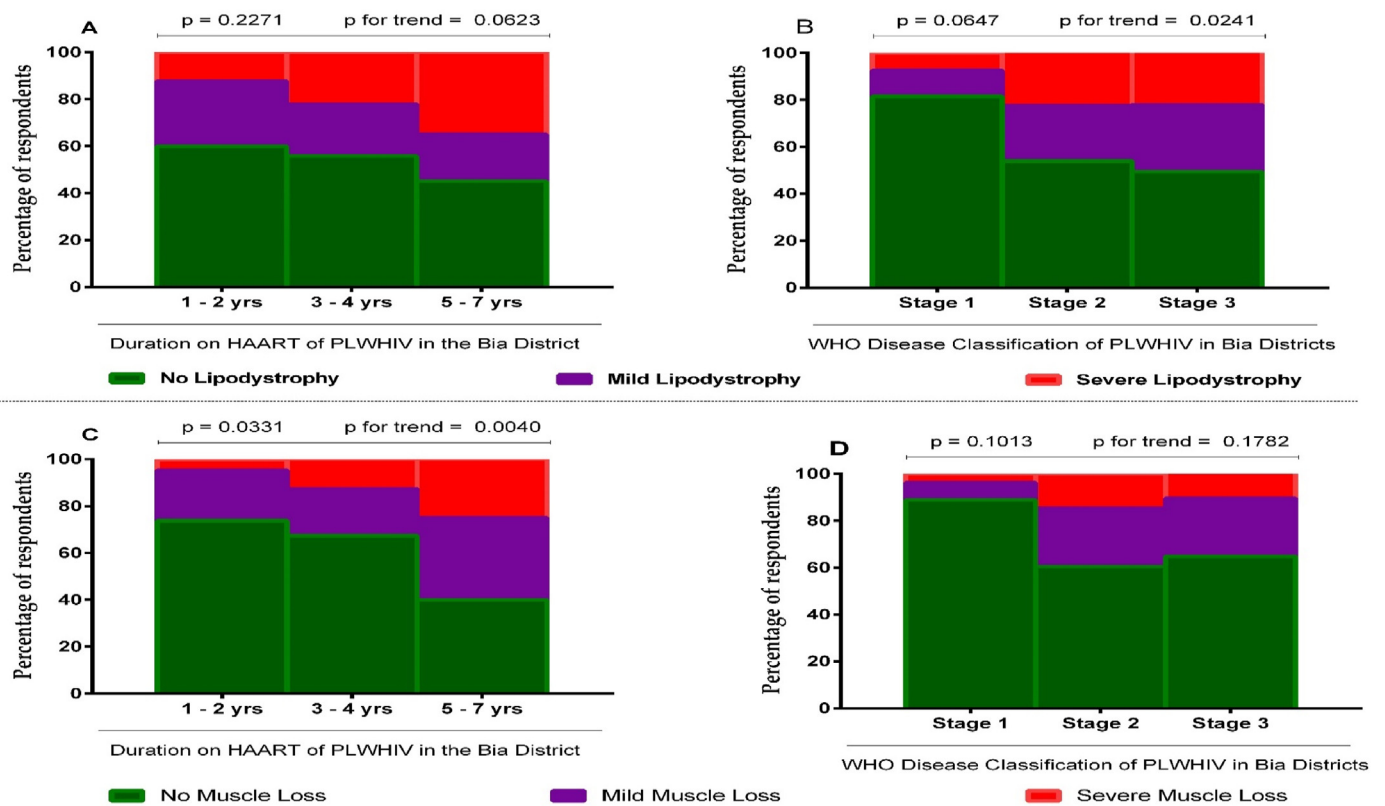 A
p = 0.2271 p for trend = 0.0623
Percentage of respondents
100
80
60
40
20
0
1 - 2 yrs 3 - 4 yrs 5 - 7 yrs
Duration on HAART of PLWHIV in the Bia District
B
p = 0.0647 p for trend = 0.0241
Percentage of respondents
100
80
60
40
20
0
Stage 1 Stage 2 Stage 3
WHO Disease Classification of PLWHIV in Bia Districts
No Lipodystrophy Mild Lipodystrophy Severe Lipodystrophy
C
p = 0.0331 p for trend = 0.0040
Percentage of respondents
100
80
60
40
20
0
1 - 2 yrs 3 - 4 yrs 5 - 7 yrs
Duration on HAART of PLWHIV in the Bia District
D
p = 0.1013 p for trend = 0.1782
Percentage of respondents
100
80
60
40
20
0
Stage 1 Stage 2 Stage 3
WHO Disease Classification of PLWHIV in Bia Districts
No Muscle Loss Mild Muscle Loss Severe Muscle Loss